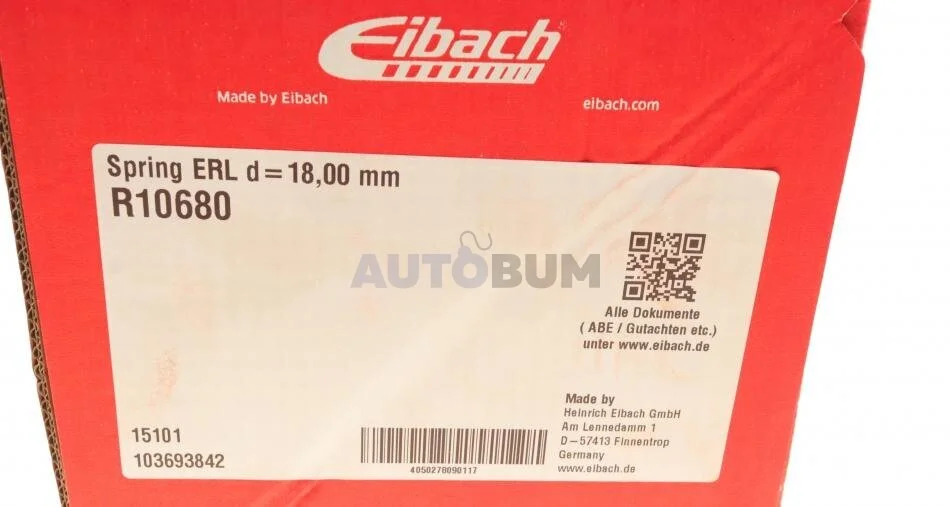 Eibach
Made by Eibach
eibach.com
Spring ERL d=18,00 mm
R10680
AUTOBUM
Alle Dokumente
( ABE / Gutachten etc.)
unter www.eibach.de
15101
103693842
4050278090117
Made by
Heinrich Eibach GmbH
Am Lennedamm 1
D-57413 Finnentrop
Germany
www.eibach.de